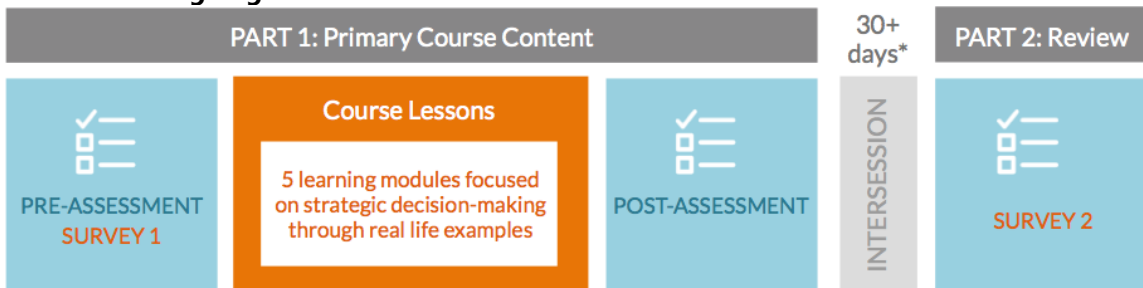 PART 1: Primary Course Content
30+
days*
PART 2: Review
PRE-ASSESSMENT
SURVEY 1
Course Lessons
5 learning modules focused
on strategic decision-making
through real life examples
POST-ASSESSMENT
INTERSESSION
SURVEY 2